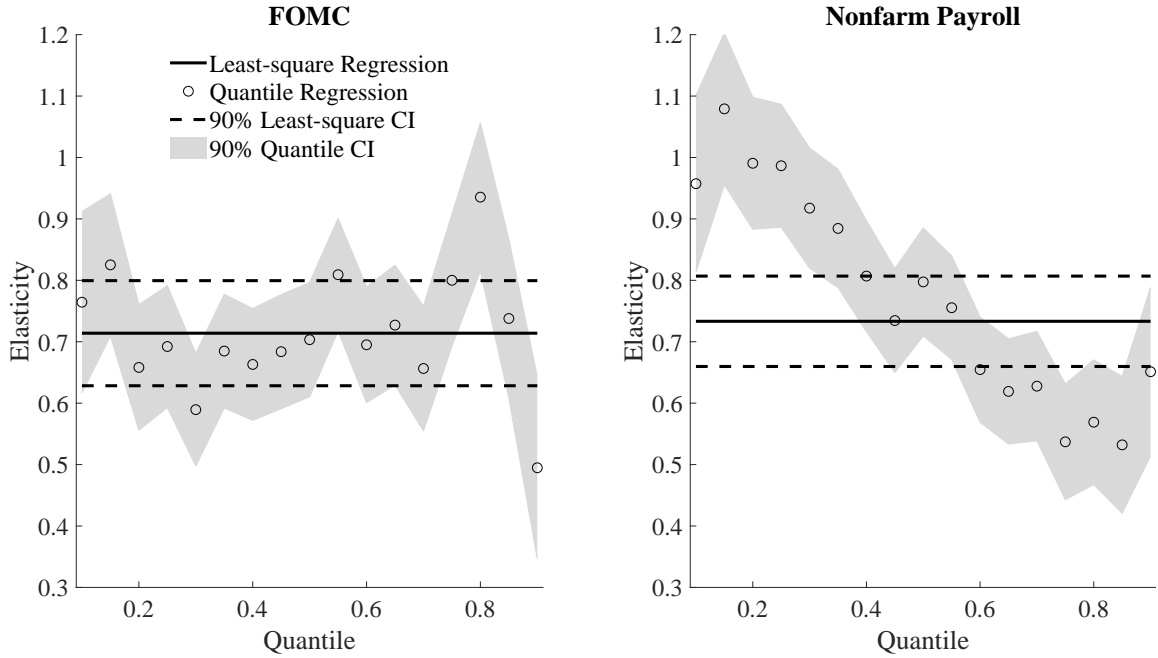 FOMC
1.2
1.1
1
0.9
0.8
0.7
0.6
0.5
0.4
0.3
Elasticity
Least-square Regression
Quantile Regression
90% Least-square CI
90% Quantile CI
0.2 0.4 0.6 0.8
Quantile
Nonfarm Payroll
1.2
1.1
1
0.9
0.8
0.7
0.6
0.5
0.4
0.3
Elasticity
0.2 0.4 0.6 0.8
Quantile